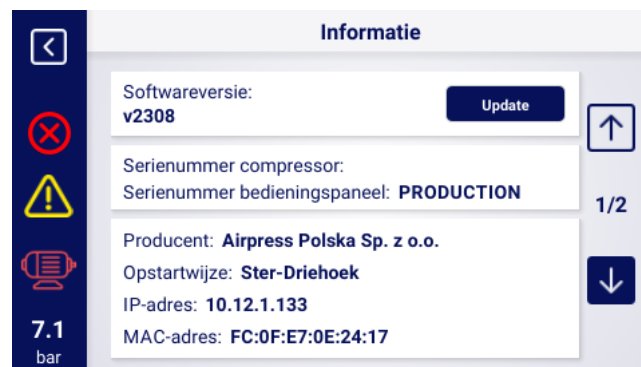 Informatie
Softwareversie:
v2308
Update
Serienummer compressor:
Serienummer bedieningspaneel: PRODUCTION
1/2
Producent: Airpress Polska Sp. z o.o.
Opstartwijze: Ster-Driehoek
IP-adres: 10.12.1.133
MAC-adres: FC:0F:E7:0E:24:17
7.1
bar